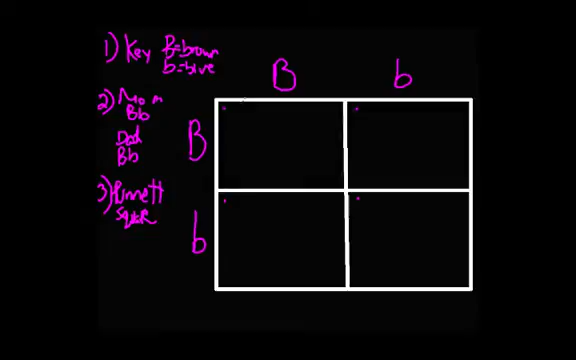 1) Key B=brown
b=blue
2) Mom
Bb
Dad
Bb
3) Punnett
Square
B b
B
b